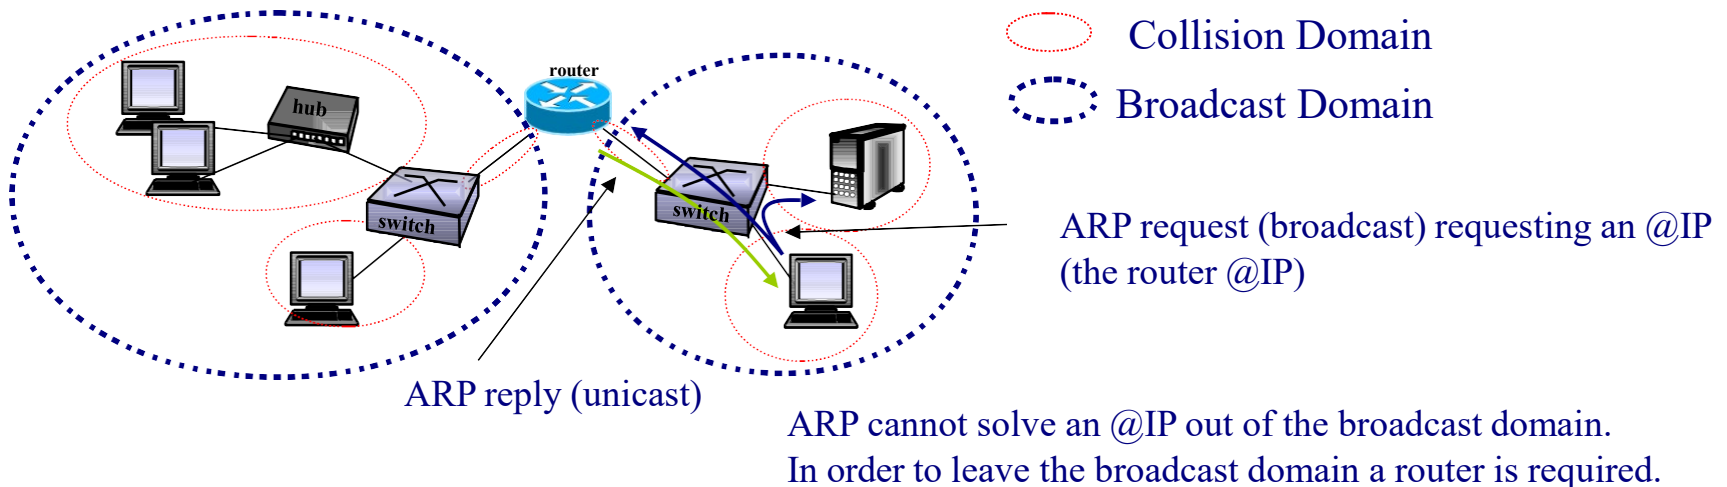 Collision Domain
Broadcast Domain
router
hub
switch
switch
ARP request (broadcast) requesting an @IP
(the router @IP)
ARP reply (unicast)
ARP cannot solve an @IP out of the broadcast domain.
In order to leave the broadcast domain a router is required.